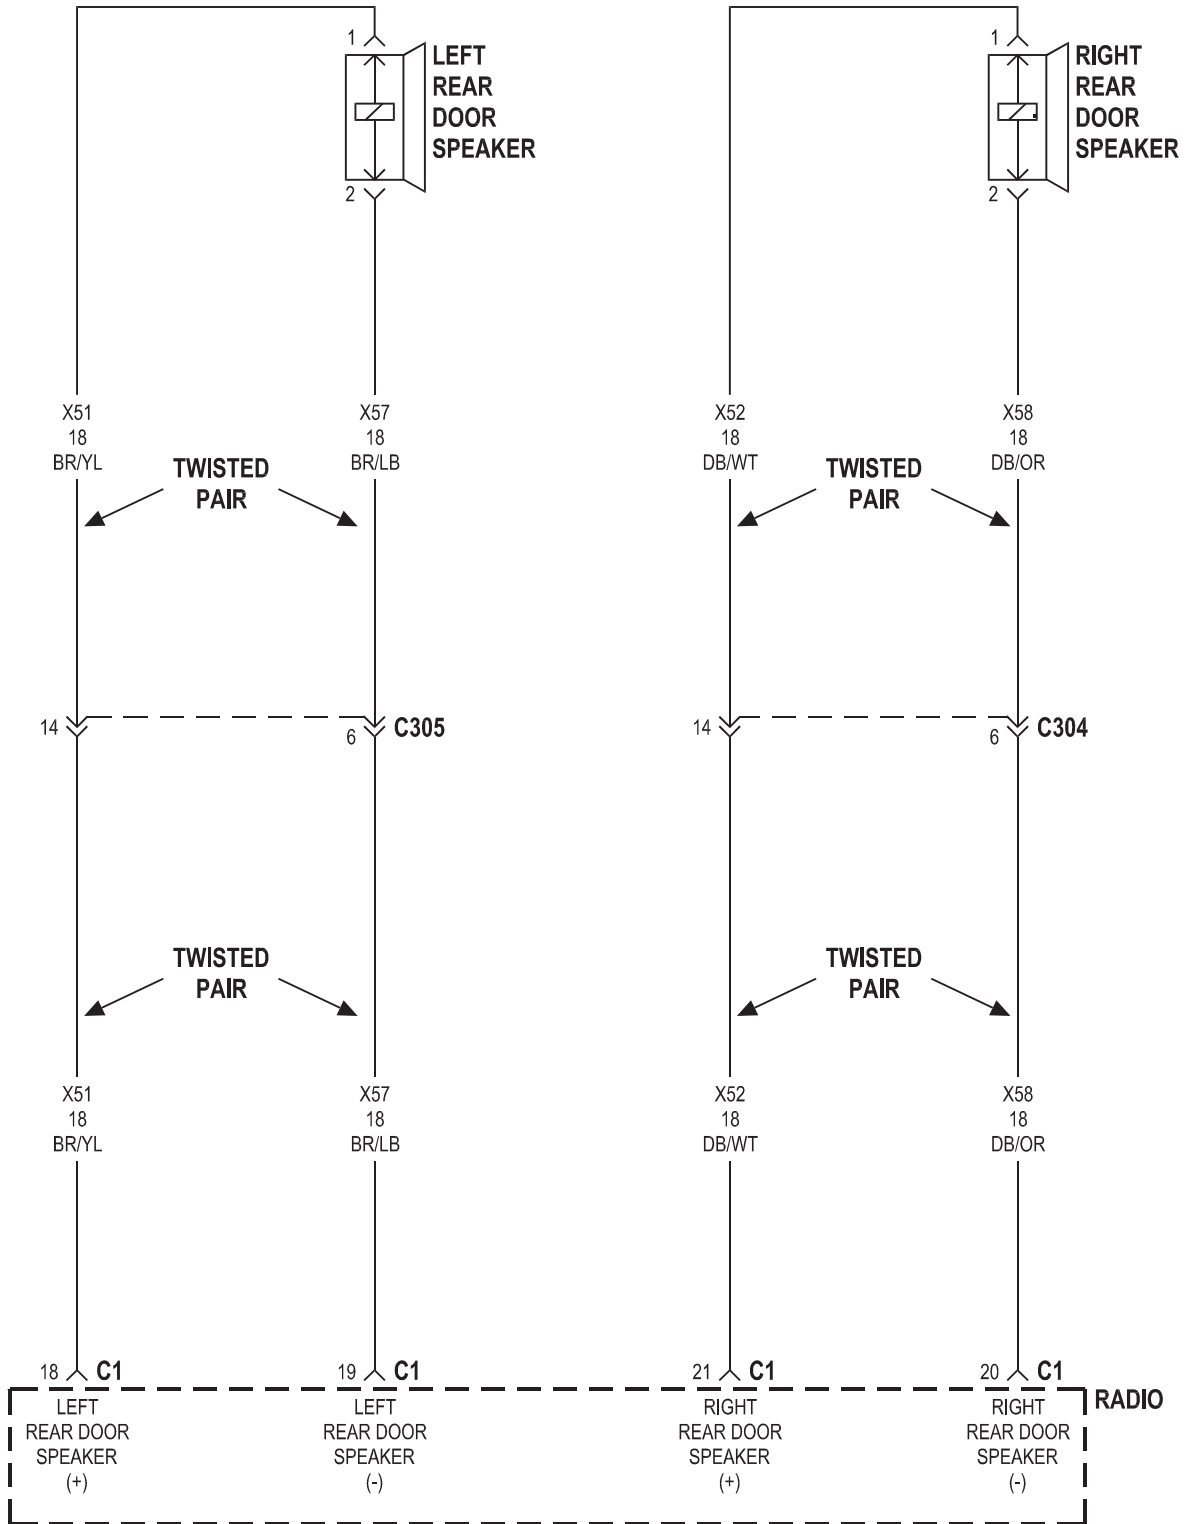 1
LEFT
REAR
DOOR
SPEAKER
2
1
RIGHT
REAR
DOOR
SPEAKER
2
X51
18
BR/YL
X57
18
BR/LB
X52
18
DB/WT
X58
18
DB/OR
TWISTED
PAIR
TWISTED
PAIR
14
6
C305
14
6
C304
TWISTED
PAIR
TWISTED
PAIR
X51
18
BR/YL
X57
18
BR/LB
X52
18
DB/WT
X58
18
DB/OR
18 C1
19 C1
21 C1
20 C1
RADIO
LEFT
REAR DOOR
SPEAKER
(+)
LEFT
REAR DOOR
SPEAKER
(-)
RIGHT
REAR DOOR
SPEAKER
(+)
RIGHT
REAR DOOR
SPEAKER
(-)